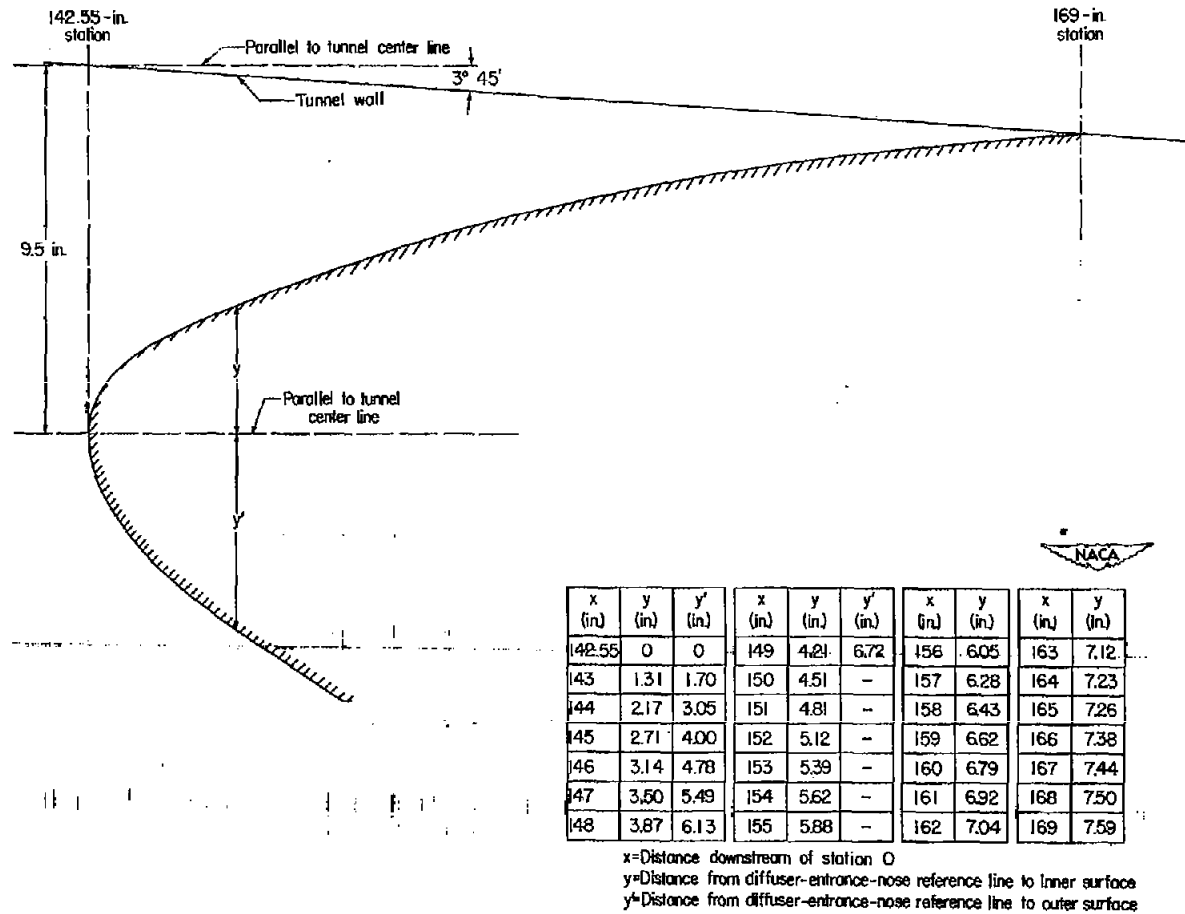 142.55-in.
station
169-in.
station
Parallel to tunnel center line
3° 45'
Tunnel wall
9.5 in.
y
Parallel to tunnel
center line
y'
NACA
x y y' x y y' x y x y
(in.) (in.) (in.) (in.) (in.) (in.) (in.) (in.) (in.) (in.)
142.55 0 0 149 4.21 6.72 156 6.05 163 7.12
143 1.31 1.70 150 4.51 - 157 6.28 164 7.23
144 2.17 3.05 151 4.81 - 158 6.43 165 7.26
145 2.71 4.00 152 5.12 - 159 6.62 166 7.38
146 3.14 4.78 153 5.39 - 160 6.79 167 7.44
147 3.50 5.49 154 5.62 - 161 6.92 168 7.50
148 3.87 6.13 155 5.88 - 162 7.04 169 7.59
x=Distance downstream of station 0
y=Distance from diffuser-entrance-nose reference line to inner surface
y'=Distance from diffuser-entrance-nose reference line to outer surface